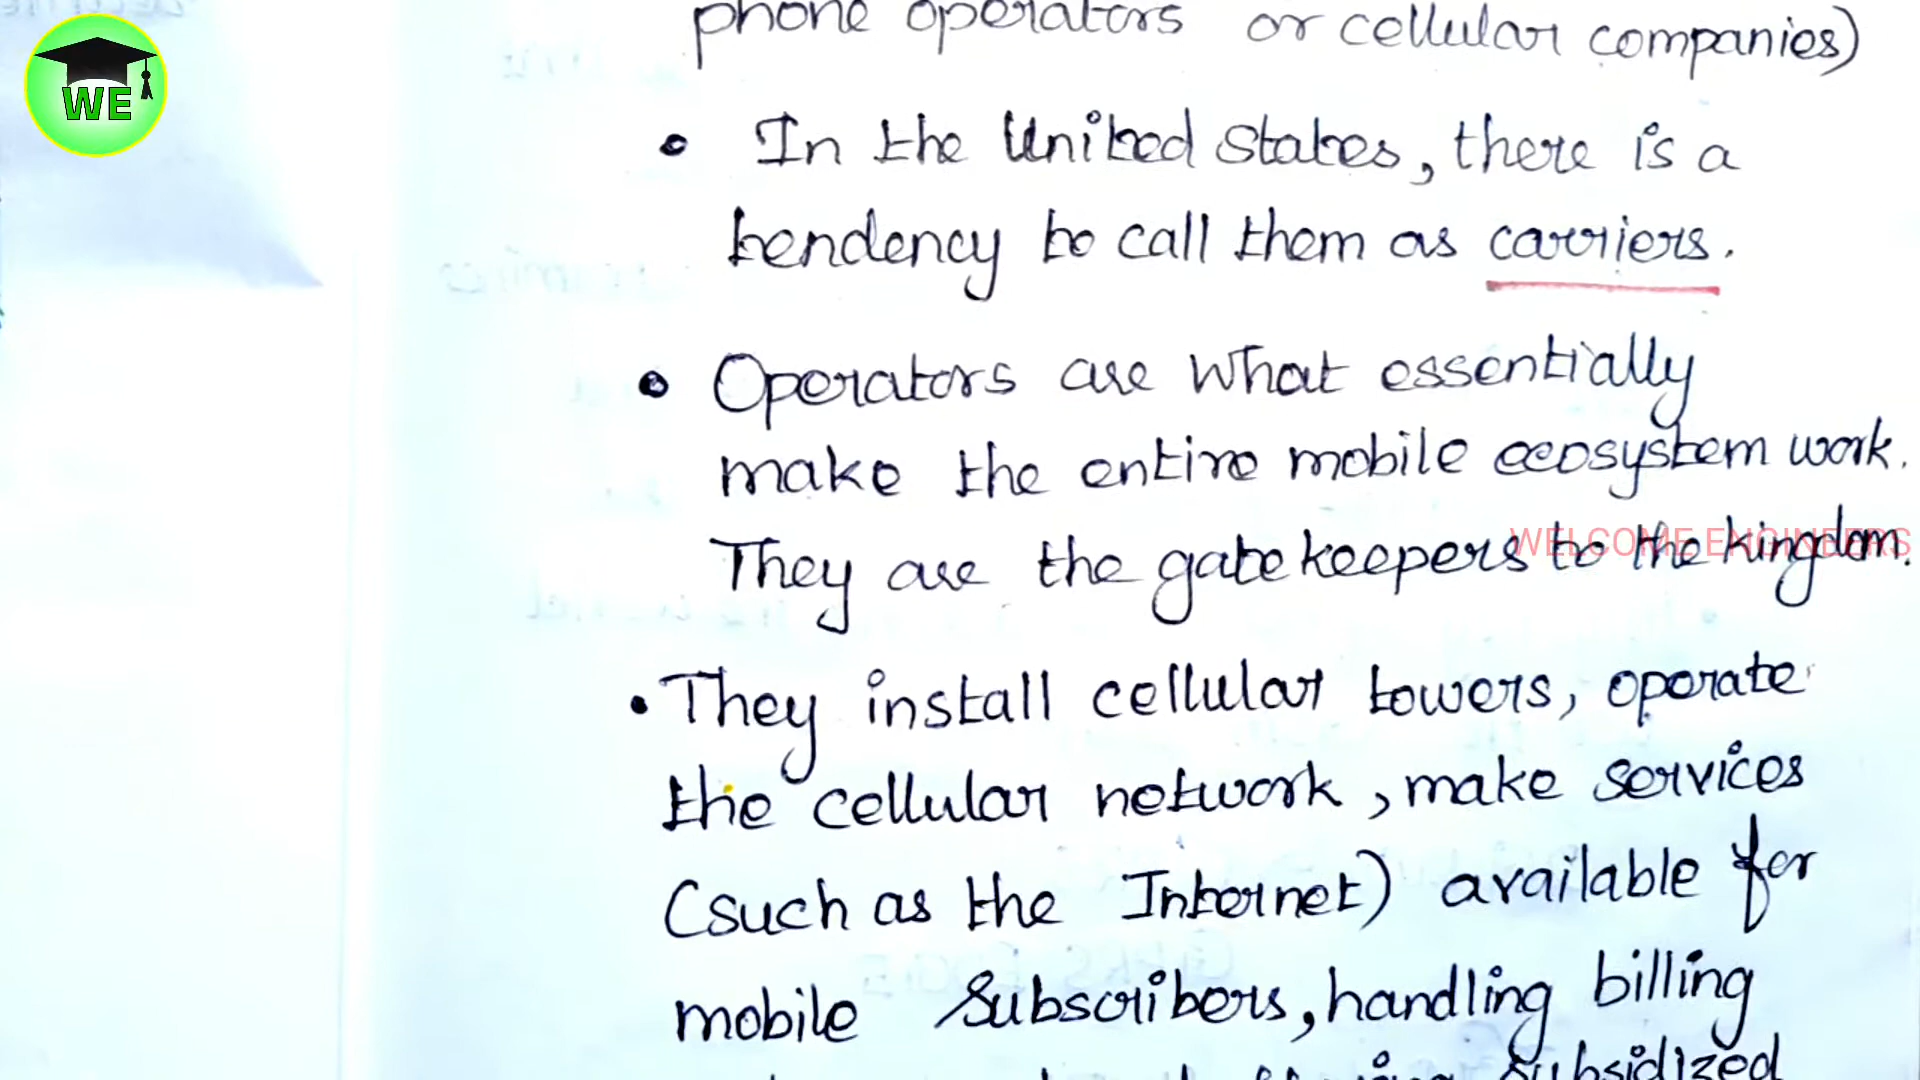 phone operators or cellular companies)
WE
• In the United States, there is a
tendency to call them as carriers.
• Operators are what essentially
make the entire mobile ecosystem work.
They are the gatekeepers to the kingdom.
WELCOME ENGINEERS
• They install cellular towers, operate
the cellular network, make services
(such as the Internet) available for
mobile subscribers, handling billing
subsidized